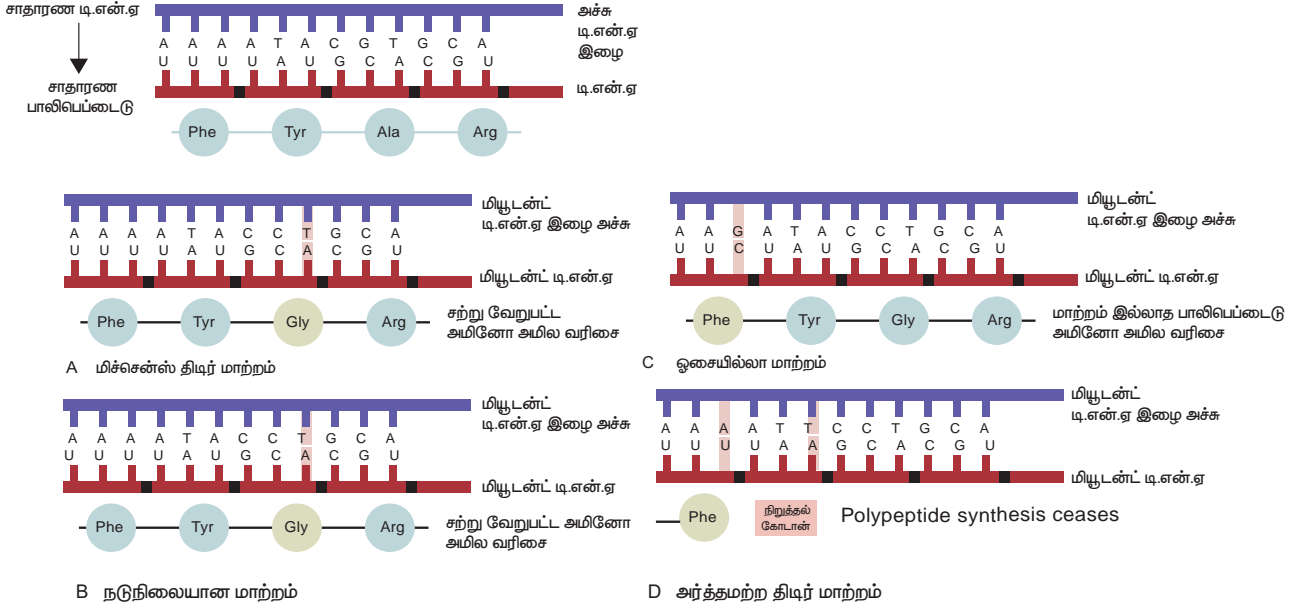 சாதாரண டி.என்.ஏ
அச்சு
டி.என்.ஏ
இழை
A A A A T A C G T G C A
U U U U A U G C A C G U
சாதாரண
பாலிபெப்டைடு
டி.என்.ஏ
Phe Tyr Ala Arg
மியூடன்ட்
டி.என்.ஏ இழை அச்சு
A A A A T A C C T G C A
U U U U A U G C A C G U
மியூடன்ட் டி.என்.ஏ
Phe Tyr Gly Arg
சற்று வேறுபட்ட
அமினோ அமில வரிசை
A மிச்சென்ஸ் திடிர் மாற்றம்
மியூடன்ட்
டி.என்.ஏ இழை அச்சு
A A G A T A C C T G C A
U U C U A U G C A C G U
மியூடன்ட் டி.என்.ஏ
Phe Tyr Gly Arg
மாற்றம் இல்லாத பாலிபெப்டைடு
அமினோ அமில வரிசை
C ஓசையில்லா மாற்றம்
மியூடன்ட்
டி.என்.ஏ இழை அச்சு
A A A A T A C C T G C A
U U U U A U G C A C G U
மியூடன்ட் டி.என்.ஏ
Phe Tyr Gly Arg
சற்று வேறுபட்ட அமினோ
அமில வரிசை
B நடுநிலையான மாற்றம்
மியூடன்ட்
டி.என்.ஏ இழை அச்சு
A A A A T T C C T G C A
U U U U A A G C A C G U
மியூடன்ட் டி.என்.ஏ
Phe
நிறுத்தல்
கோடான்
Polypeptide synthesis ceases
D அர்த்தமற்ற திடிர் மாற்றம்